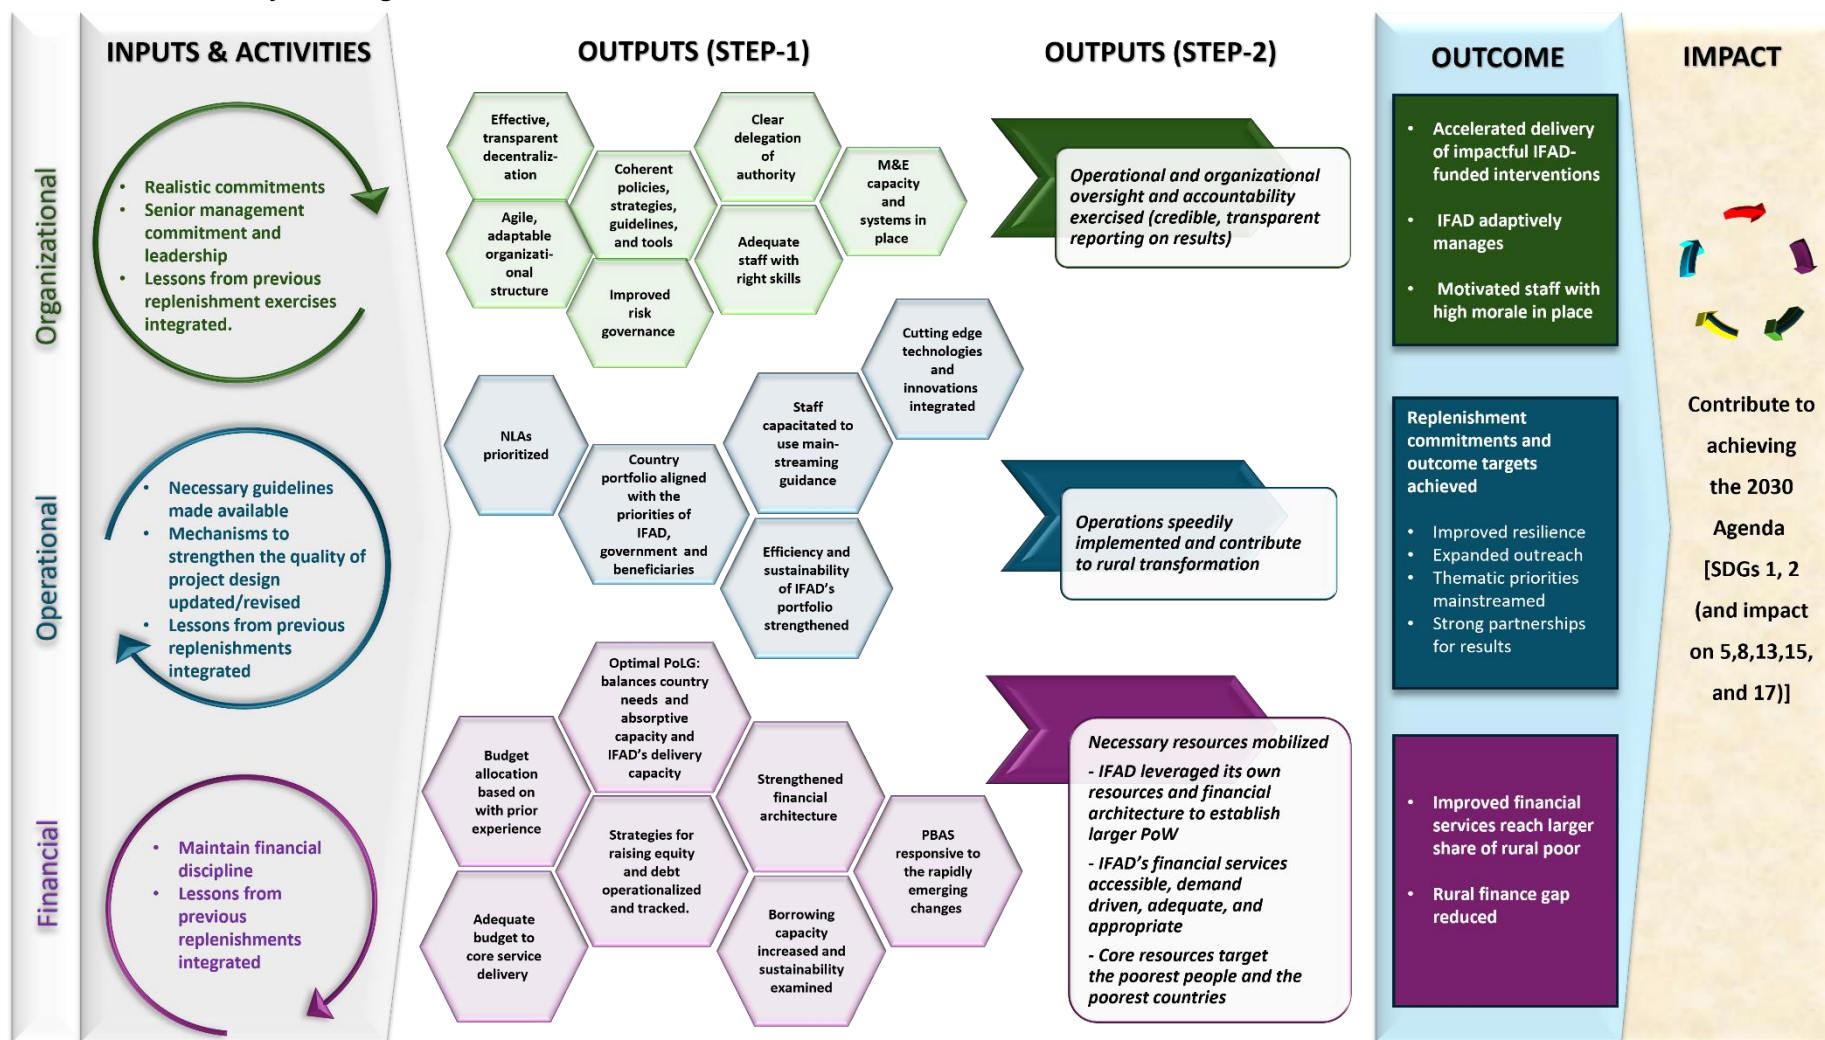 INPUTS & ACTIVITIES
OUTPUTS (STEP-1)
OUTPUTS (STEP-2)
OUTCOME
IMPACT
Organizational
• Realistic commitments
• Senior management
commitment and
leadership
• Lessons from previous
replenishment exercises
integrated.
Effective,
transparent
decentraliz-
ation
Coherent
policies,
strategies,
guidelines,
and tools
Clear
delegation
of
authority
M&E
capacity
and
systems in
place
Agile,
adaptable
organizati-
onal
structure
Improved
risk
governance
Adequate
staff with
right skills
Operational and organizational
oversight and accountability
exercised (credible, transparent
reporting on results)
• Accelerated delivery
of impactful IFAD-
funded interventions
• IFAD adaptively
manages
• Motivated staff with
high morale in place
Operational
• Necessary guidelines
made available
• Mechanisms to
strengthen the quality of
project design
updated/revised
• Lessons from previous
replenishments
integrated
NLAs
prioritized
Country
portfolio aligned
with the
priorities of
IFAD,
government and
beneficiaries
Staff
capacitated to
use main-
streaming
guidance
Cutting edge
technologies
and
innovations
integrated
Efficiency and
sustainability
of IFAD's
portfolio
strengthened
Operations speedily
implemented and contribute
to rural transformation
Replenishment
commitments and
outcome targets
achieved
• Improved resilience
• Expanded outreach
• Thematic priorities
mainstreamed
• Strong partnerships
for results
Financial
• Maintain financial
discipline
• Lessons from
previous
replenishments
integrated
Budget
allocation
based on
with prior
experience
Optimal PoLG:
balances country
needs and
absorptive
capacity and
IFAD's delivery
capacity
Strengthened
financial
architecture
PBAS
responsive to
the rapidly
emerging
changes
Adequate
budget to
core service
delivery
Strategies for
raising equity
and debt
operationalized
and tracked.
Borrowing
capacity
increased and
sustainability
examined
Necessary resources mobilized
- IFAD leveraged its own
resources and financial
architecture to establish
larger PoW
- IFAD's financial services
accessible, demand
driven, adequate, and
appropriate
- Core resources target
the poorest people and the
poorest countries
• Improved financial
services reach larger
share of rural poor
• Rural finance gap
reduced
Contribute to
achieving
the 2030
Agenda
[SDGs 1, 2
(and impact
on 5,8,13,15,
and 17)]